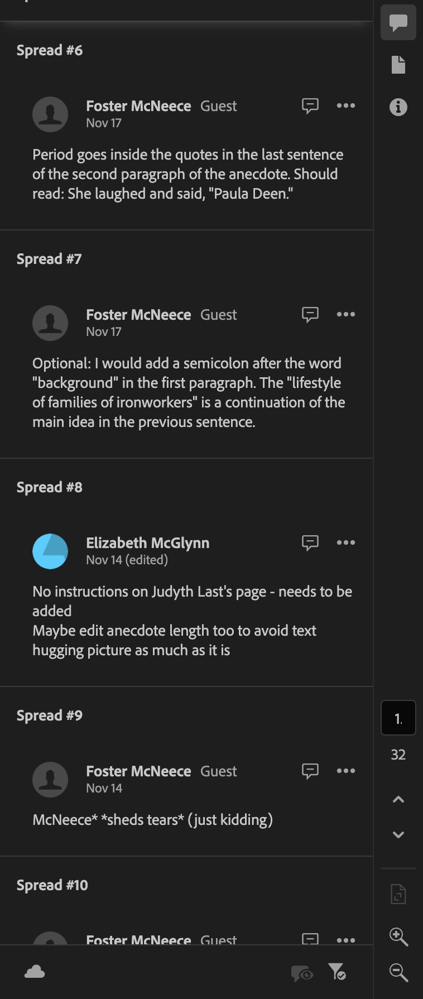 Spread #6
Foster McNeece Guest
Nov 17
Period goes inside the quotes in the last sentence
of the second paragraph of the anecdote. Should
read: She laughed and said, "Paula Deen."
Spread #7
Foster McNeece Guest
Nov 17
Optional: I would add a semicolon after the word
"background" in the first paragraph. The "lifestyle
of families of ironworkers" is a continuation of the
main idea in the previous sentence.
Spread #8
Elizabeth McGlynn
Nov 14 (edited)
No instructions on Judyth Last's page - needs to be
added
Maybe edit anecdote length too to avoid text
hugging picture as much as it is
Spread #9
Foster McNeece Guest
Nov 14
McNeece* *sheds tears* (just kidding)
Spread #10
Foster McNeece Guest
1.
32